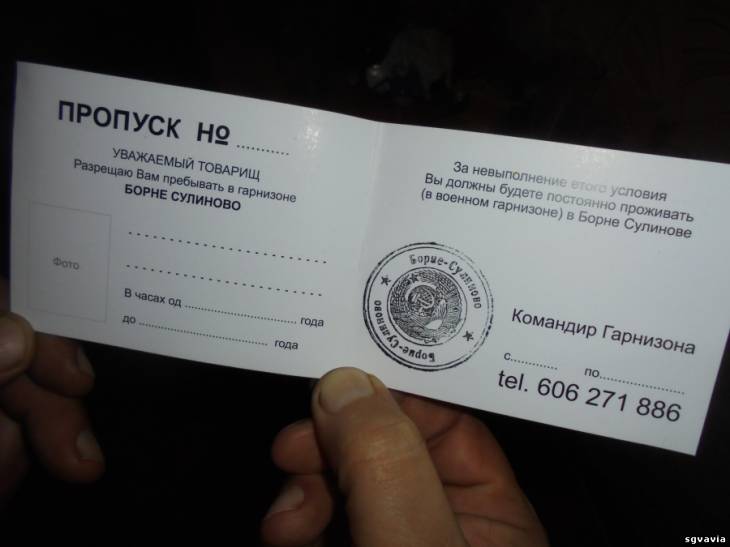 ПРОПУСК № ............
УВАЖАЕМЫЙ ТОВАРИЩ
Разрещаю Вам пребывать в гарнизоне
БОРНЕ СУЛИНОВО
Фото
В часах од ................................ года
до ..................................... года
За невыполнение етого условия
Вы должны будете постоянно проживать
(в военном гарнизоне) в Борне Сулинове
Борне-Сулиново
Борне-Сулиново
Командир Гарнизона
с............ по......................
tel. 606 271 886
sgvavia